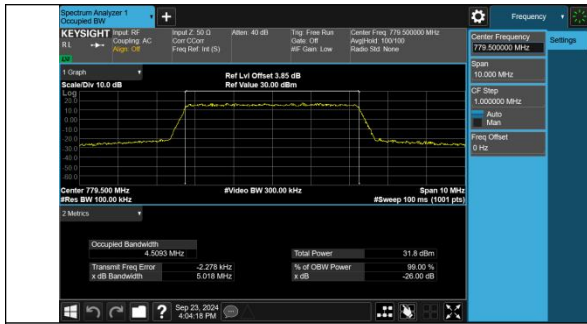 Spectrum Analyzer 1
Occupied BW
Frequency
KEYSIGHT
Input: RF
Input Z: 50 Ω
Atten: 40 dB
Trig: Free Run
Center Freq: 779.500000 MHz
RL
Coupling: AC
Corr CCorr
Gate: Off
Avg|Hold: 100/100
Align: Off
Freq Ref: Int (S)
#IF Gain: Low
Radio Std: None
Center Frequency
779.500000 MHz
Settings
Span
10.000 MHz
CF Step
1.000000 MHz
Auto
Man
Freq Offset
0 Hz
1 Graph
Ref Lvl Offset 3.85 dB
Scale/Div 10.0 dB
Ref Value 30.00 dBm
Log
20.0
10.0
0.00
-10.0
-20.0
-30.0
-40.0
-50.0
-60.0
Center 779.500 MHz
#Video BW 300.00 kHz
Span 10 MHz
#Res BW 100.00 kHz
#Sweep 100 ms (1001 pts)
2 Metrics
Occupied Bandwidth
4.5093 MHz
Total Power
31.8 dBm
Transmit Freq Error
-2.278 kHz
% of OBW Power
99.00 %
x dB Bandwidth
5.018 MHz
x dB
-26.00 dB
Sep 23, 2024
4:04:18 PM